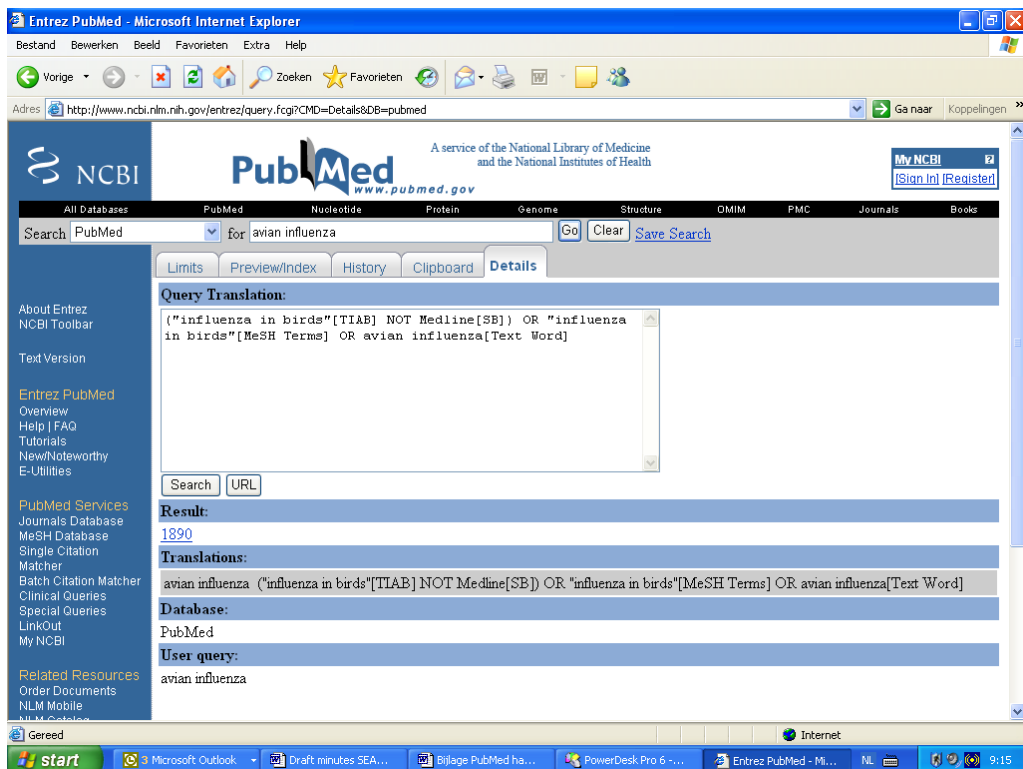 Entrez PubMed - Microsoft Internet Explorer
Bestand Bewerken Beeld Favorieten Extra Help
Vorige Zoeken Favorieten
Adres http://www.ncbi.nlm.nih.gov/entrez/query.fcgi?CMD=Details&DB=pubmed Ga naar Koppelingen »
NCBI
PubMed
www.pubmed.gov
A service of the National Library of Medicine
and the National Institutes of Health
My NCBI ?
[Sign In] [Register]
All Databases PubMed Nucleotide Protein Genome Structure OMIM PMC Journals Books
Search PubMed for avian influenza Go Clear Save Search
Limits Preview/Index History Clipboard Details
About Entrez
NCBI Toolbar
Text Version
Entrez PubMed
Overview
Help | FAQ
Tutorials
New/Noteworthy
E-Utilities
PubMed Services
Journals Database
MeSH Database
Single Citation
Matcher
Batch Citation Matcher
Clinical Queries
Special Queries
LinkOut
My NCBI
Related Resources
Order Documents
NLM Mobile
NLM Catalog
Query Translation:
("influenza in birds"[TIAB] NOT Medline[SB]) OR "influenza
in birds"[MeSH Terms] OR avian influenza[Text Word]
Search URL
Result:
1890
Translations:
avian influenza ("influenza in birds"[TIAB] NOT Medline[SB]) OR "influenza in birds"[MeSH Terms] OR avian influenza[Text Word]
Database:
PubMed
User query:
avian influenza
Gereed Internet
start 3 Microsoft Outlook Draft minutes SEA... Bijlage PubMed ha... PowerDesk Pro 6 -... Entrez PubMed - Mi... NL 9:15